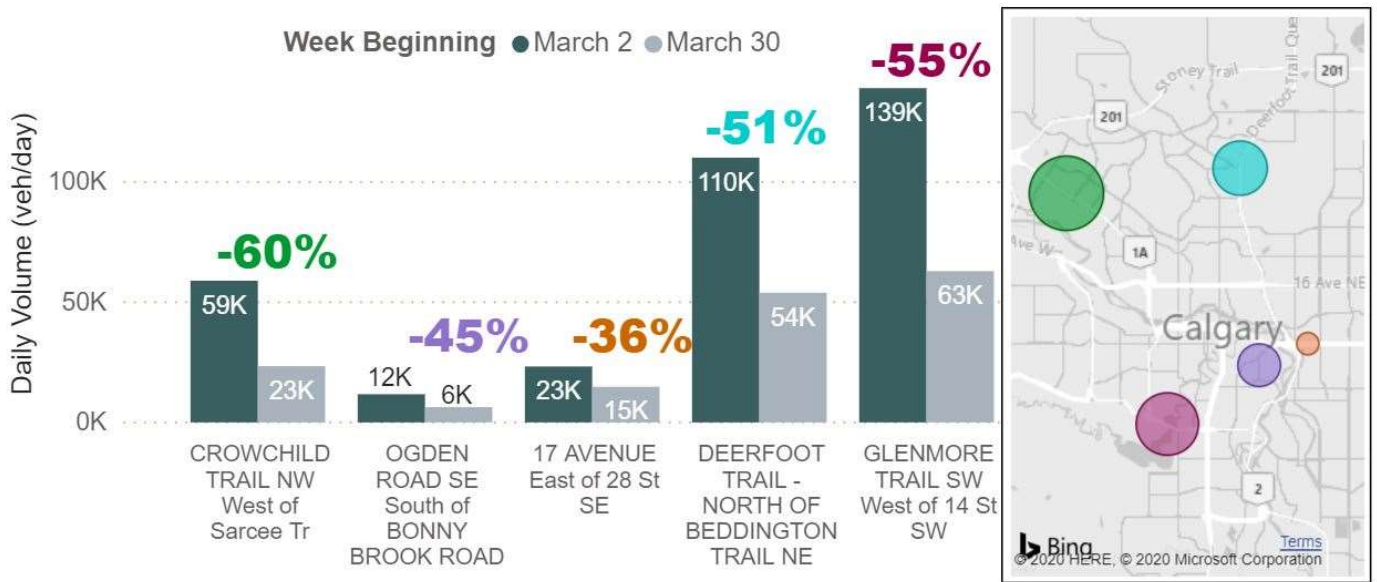 Week Beginning March 2 March 30
Daily Volume (veh/day)
100K
50K
0K
-60%
59K
23K
-45%
12K
6K
-36%
23K
15K
-51%
110K
54K
-55%
139K
63K
CROWCHILD
TRAIL NW
West of
Sarcee Tr
OGDEN
ROAD SE
South of
BONNY
BROOK ROAD
17 AVENUE
East of 28 St
SE
DEERFOOT
TRAIL -
NORTH OF
BEDDINGTON
TRAIL NE
GLENMORE
TRAIL SW
West of 14 St
SW
Stoney Trail
Deerfoot Trail
Que
201
201
1A
Ave W
16 Ave NE
Calgary
2
Bing
Terms
© 2020 HERE, © 2020 Microsoft Corporation